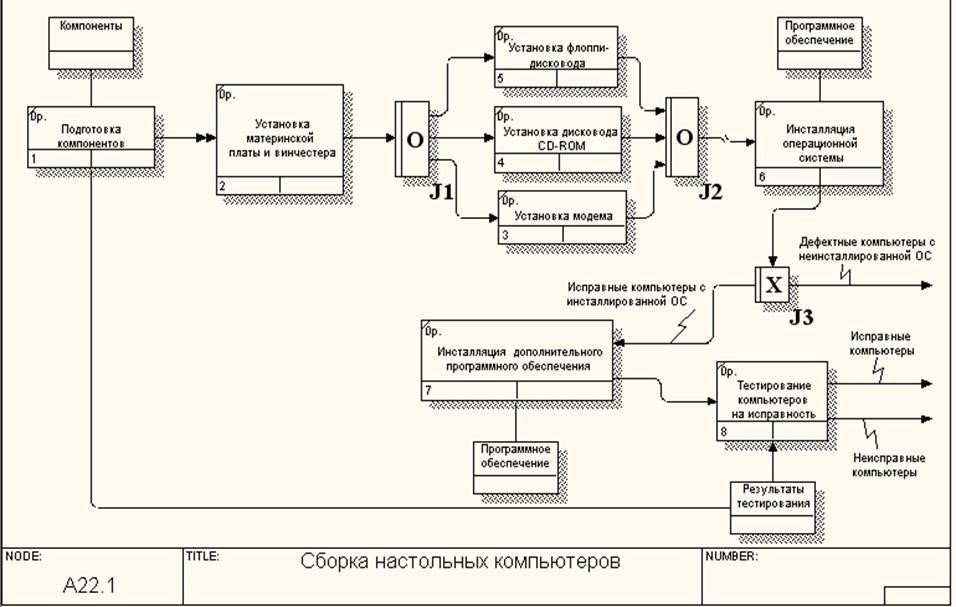 Компоненты
0р.
Подготовка
компонентов
1
0р.
Установка
материнской
платы и винчестера
2
O
J1
0р.
Установка флоппи-
дисковода
5
0р.
Установка дисковода
CD-ROM
4
0р.
Установка модема
3
O
J2
Программное
обеспечение
0р.
Инсталляция
операционной
системы
6
X
J3
Дефектные компьютеры с
неинсталлированной ОС
Исправные компьютеры с
инсталлированной ОС
0р.
Инсталляция дополнительного
программного обеспечения
7
Программное
обеспечение
0р.
Тестирование
компьютеров
на исправность
8
Исправные
компьютеры
Неисправные
компьютеры
Результаты
тестирования
NODE:
A22.1
TITLE:
Сборка настольных компьютеров
NUMBER: